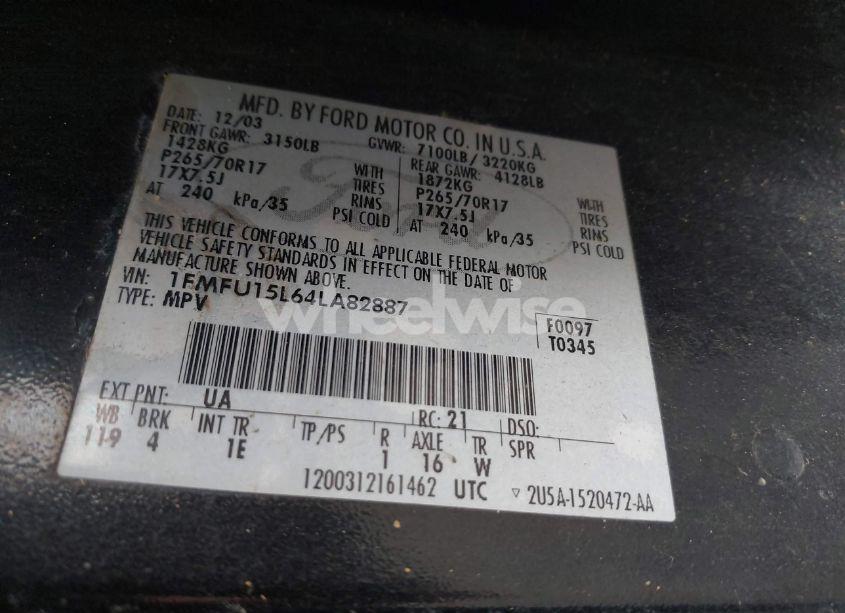 MFD. BY FORD MOTOR CO. IN U.S.A.
DATE: 12/03 GVWR: 7100LB/ 3220KG
FRONT GAWR: 3150LB REAR GAWR: 4128LB
1428KG WITH 1872KG WITH
P265/70R17 TIRES P265/70R17 TIRES
17X7.5J RIMS 17X7.5J RIMS
AT 240 kPa/35 PSI COLD AT 240 kPa/35 PSI COLD
THIS VEHICLE CONFORMS TO ALL APPLICABLE FEDERAL MOTOR
VEHICLE SAFETY STANDARDS IN EFFECT ON THE DATE OF
MANUFACTURE SHOWN ABOVE.
VIN: 1FMFU15L64LA82887
TYPE: MPV
F0097
T0345
wheelwise
EXT PNT: UA RC: 21 DSO:
WB BRK INT TR TP/PS R AXLE TR SPR
119 4 1E 1 16 W
1200312161462 UTC ▽ 2U5A-1520472-AA
Ford